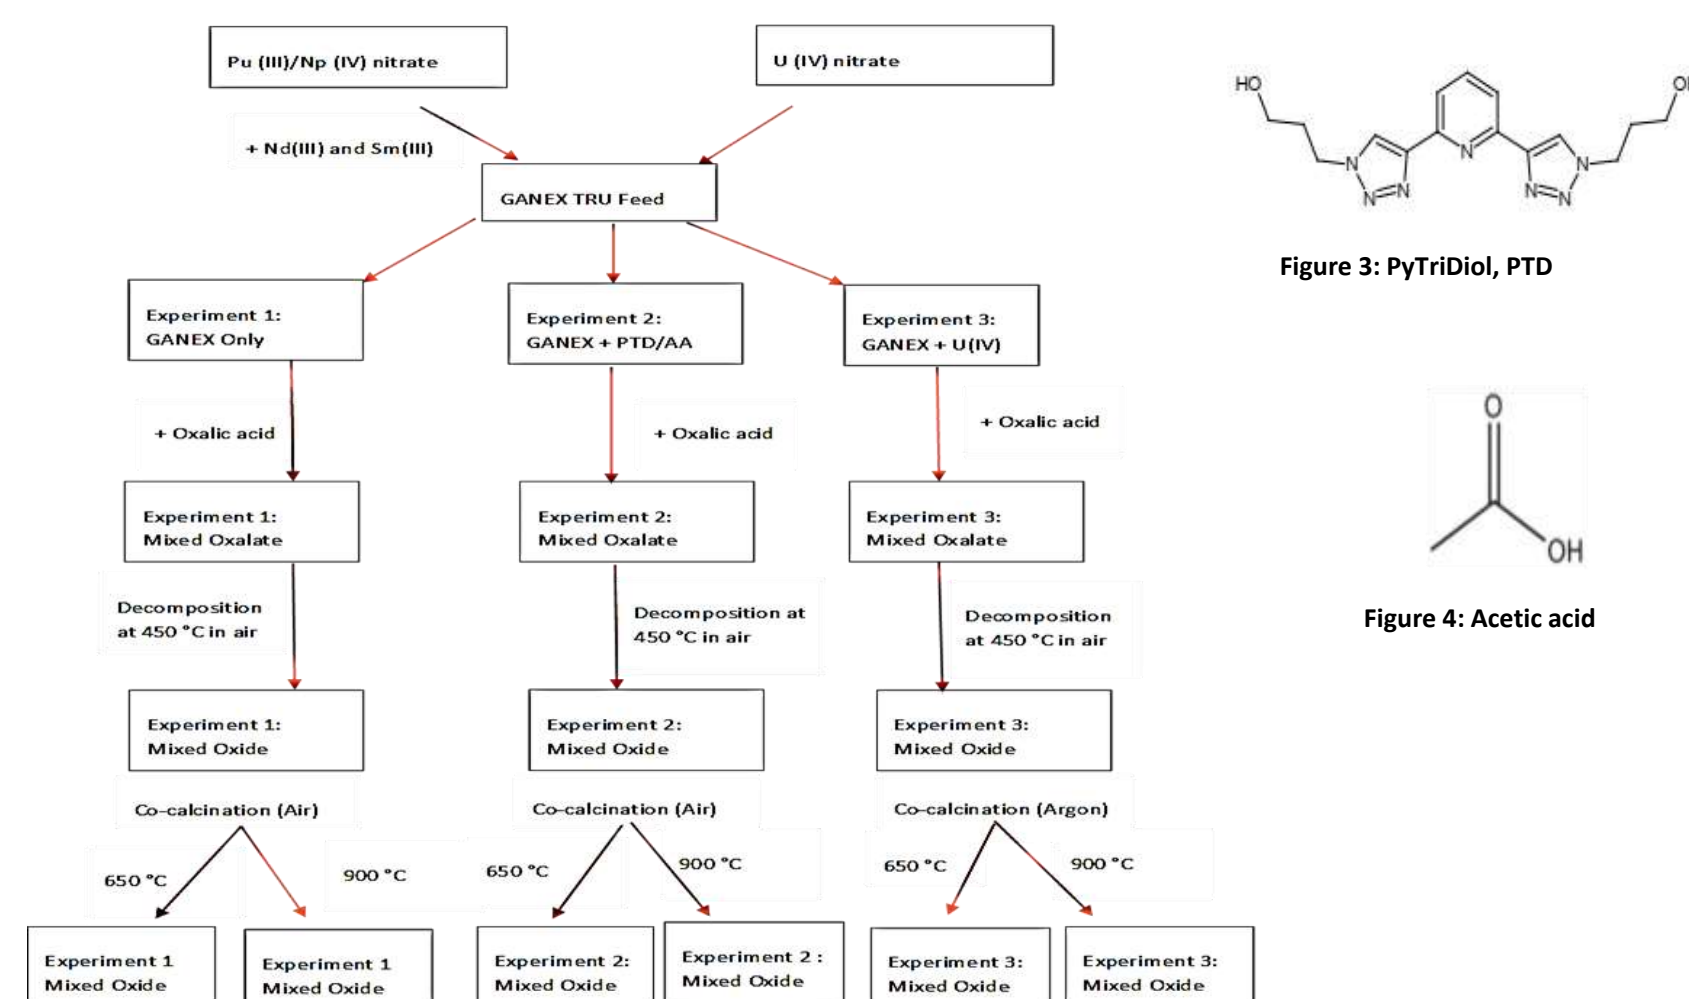 Pu (III)/Np (IV) nitrate
U (IV) nitrate
+ Nd(III) and Sm(III)
GANEX TRU Feed
Experiment 1:
GANEX Only
Experiment 2:
GANEX + PTD/AA
Experiment 3:
GANEX + U(IV)
+ Oxalic acid
+ Oxalic acid
+ Oxalic acid
Experiment 1:
Mixed Oxalate
Experiment 2:
Mixed Oxalate
Experiment 3:
Mixed Oxalate
Decomposition
at 450 °C in air
Decomposition at
450 °C in air
Decomposition
at 450 °C in air
Experiment 1:
Mixed Oxide
Experiment 2:
Mixed Oxide
Experiment 3:
Mixed Oxide
Co-calcination (Air)
Co-calcination (Air)
Co-calcination (Argon)
650 °C
900 °C
650 °C
900 °C
650 °C
900 °C
Experiment 1
Mixed Oxide
Experiment 1
Mixed Oxide
Experiment 2:
Mixed Oxide
Experiment 2 :
Mixed Oxide
Experiment 3:
Mixed Oxide
Experiment 3:
Mixed Oxide
HO
N
N
N
N
N
N
N
Figure 3: PyTriDiol, PTD
O
OH
Figure 4: Acetic acid